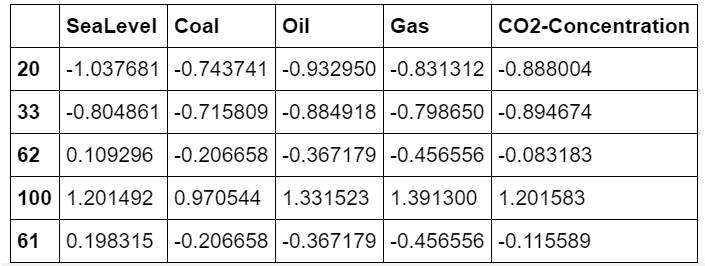 SeaLevel Coal Oil Gas CO2-Concentration
20 -1.037681 -0.743741 -0.932950 -0.831312 -0.888004
33 -0.804861 -0.715809 -0.884918 -0.798650 -0.894674
62 0.109296 -0.206658 -0.367179 -0.456556 -0.083183
100 1.201492 0.970544 1.331523 1.391300 1.201583
61 0.198315 -0.206658 -0.367179 -0.456556 -0.115589